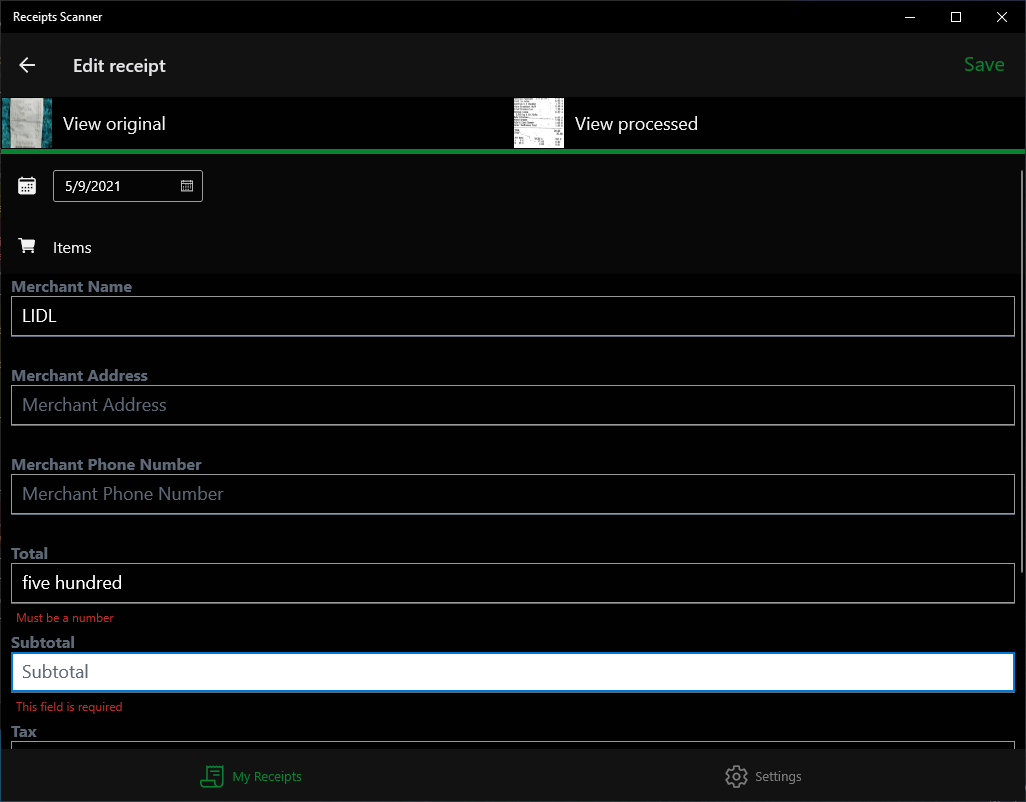 Receipts Scanner
Edit receipt
Save
View original
View processed
5/9/2021
Items
Merchant Name
LIDL
Merchant Address
Merchant Address
Merchant Phone Number
Merchant Phone Number
Total
five hundred
Must be a number
Subtotal
Subtotal
This field is required
Tax
My Receipts
Settings